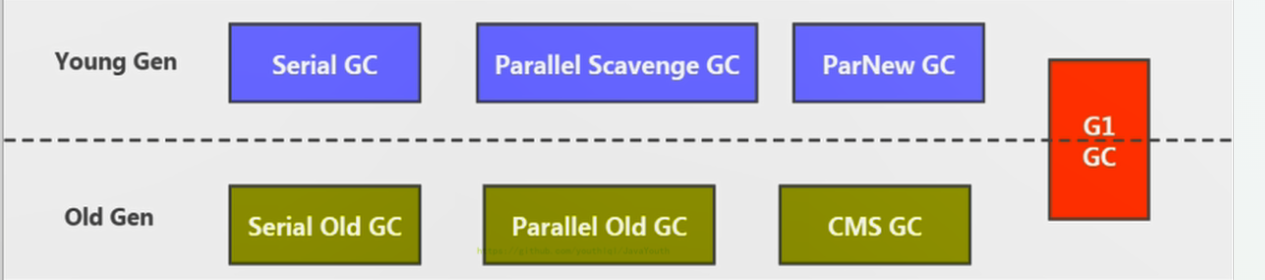 Young Gen
Serial GC
Parallel Scavenge GC
ParNew GC
G1
GC
Old Gen
Serial Old GC
Parallel Old GC
CMS GC